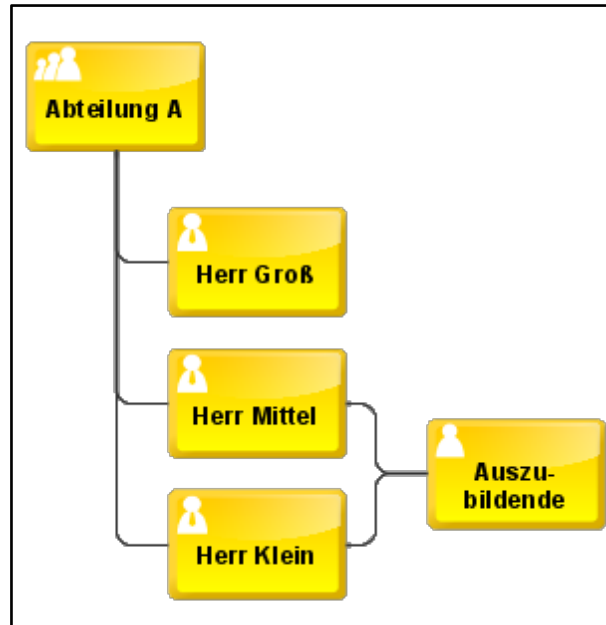 Abteilung A
Herr Groß
Herr Mittel
Auszu-
bildende
Herr Klein